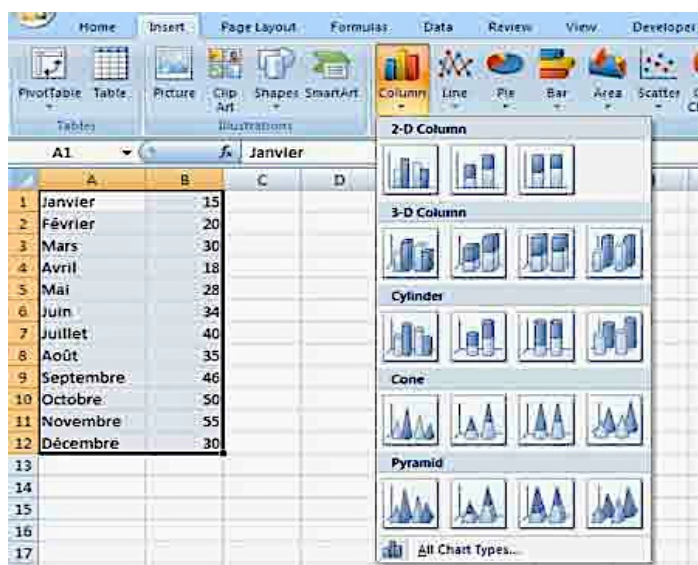 Home Insert Page Layout Formulas Data Review View Developer
PivotTable Table Picture Clip Art Shapes SmartArt Column Line Pie Bar Area Scatter
Tables Illustrations
A1 fx Janvier
A B C D
1 Janvier 15
2 Février 20
3 Mars 30
4 Avril 18
5 Mai 28
6 Juin 34
7 Juillet 40
8 Août 35
9 Septembre 46
10 Octobre 50
11 Novembre 55
12 Décembre 30
13
14
15
16
17
2-D Column
3-D Column
Cylinder
Cone
Pyramid
All Chart Types...